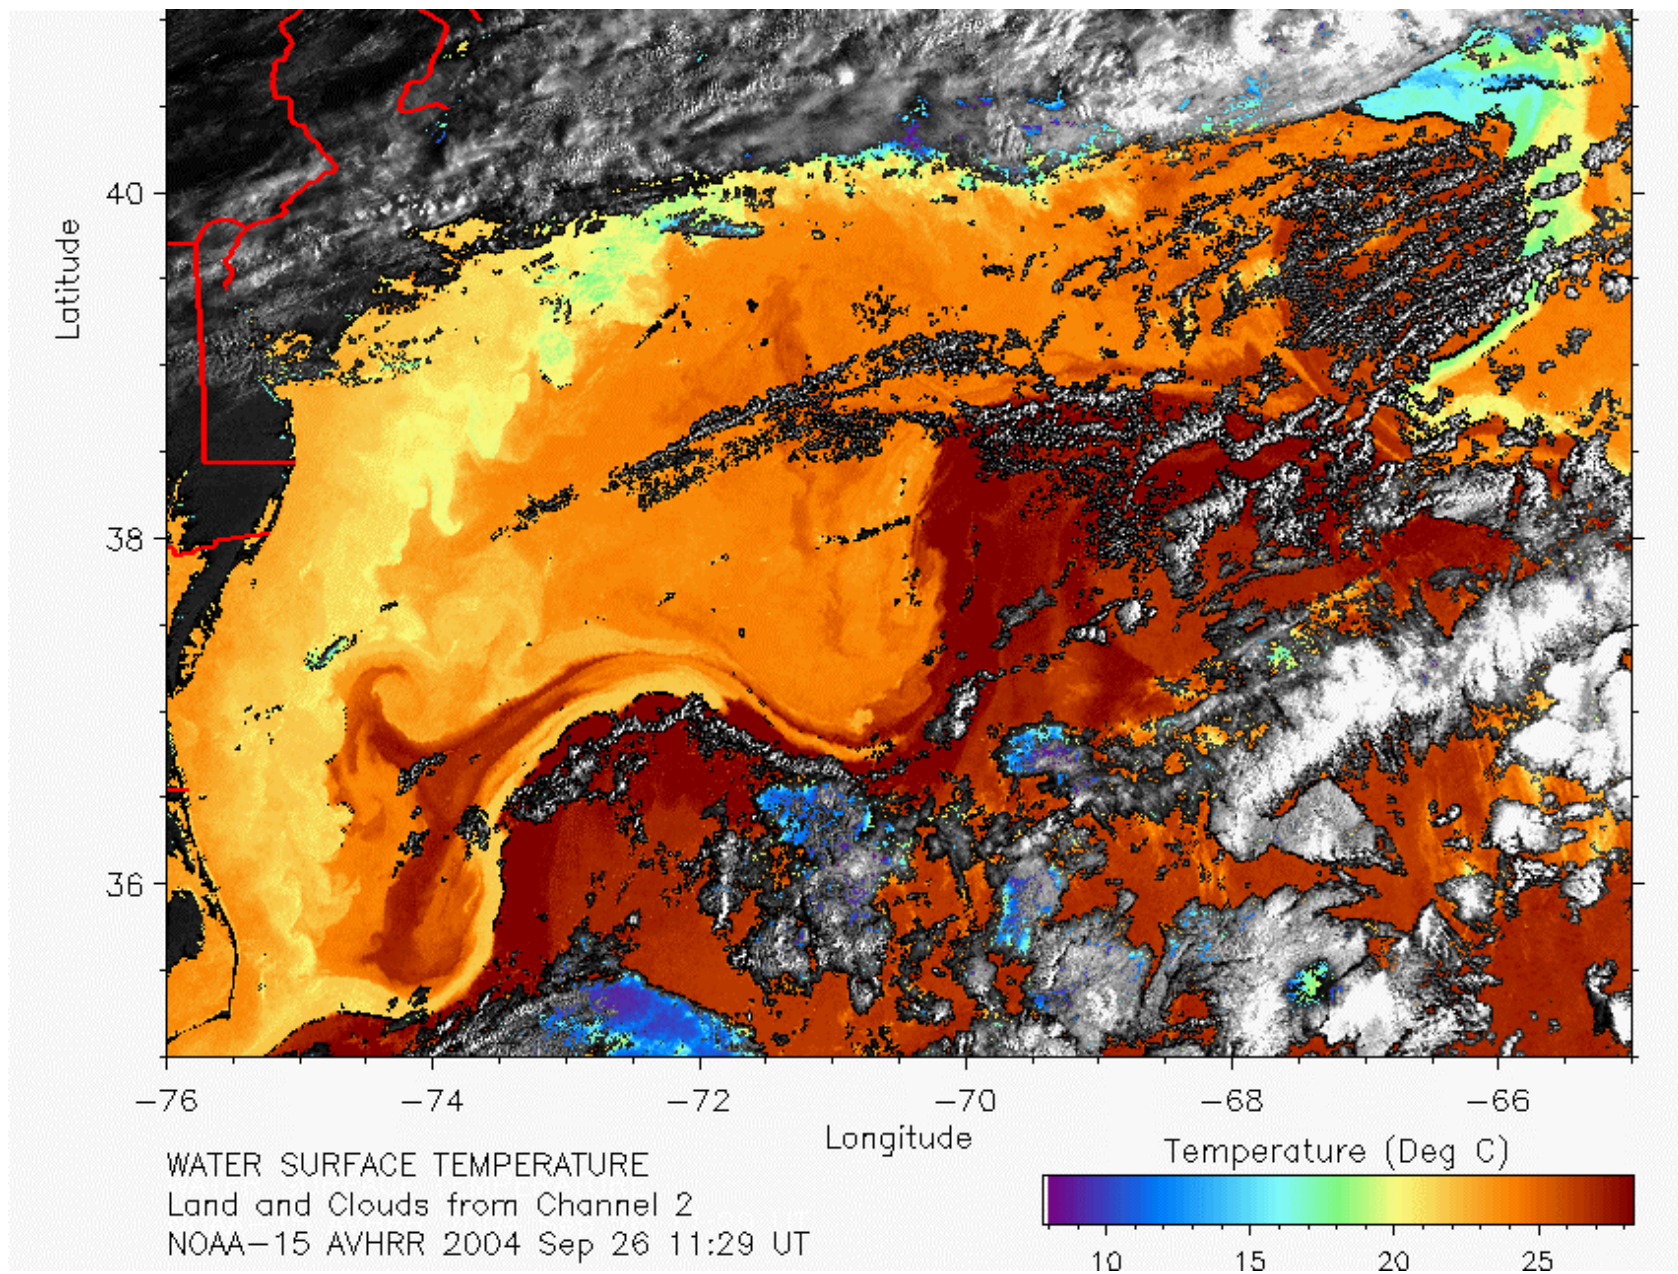 40
38
36
Latitude
-76
-74
-72
-70
-68
-66
Longitude
WATER SURFACE TEMPERATURE
Land and Clouds from Channel 2
NOAA-15 AVHRR 2004 Sep 26 11:29 UT
Temperature (Deg C)
10
15
20
25